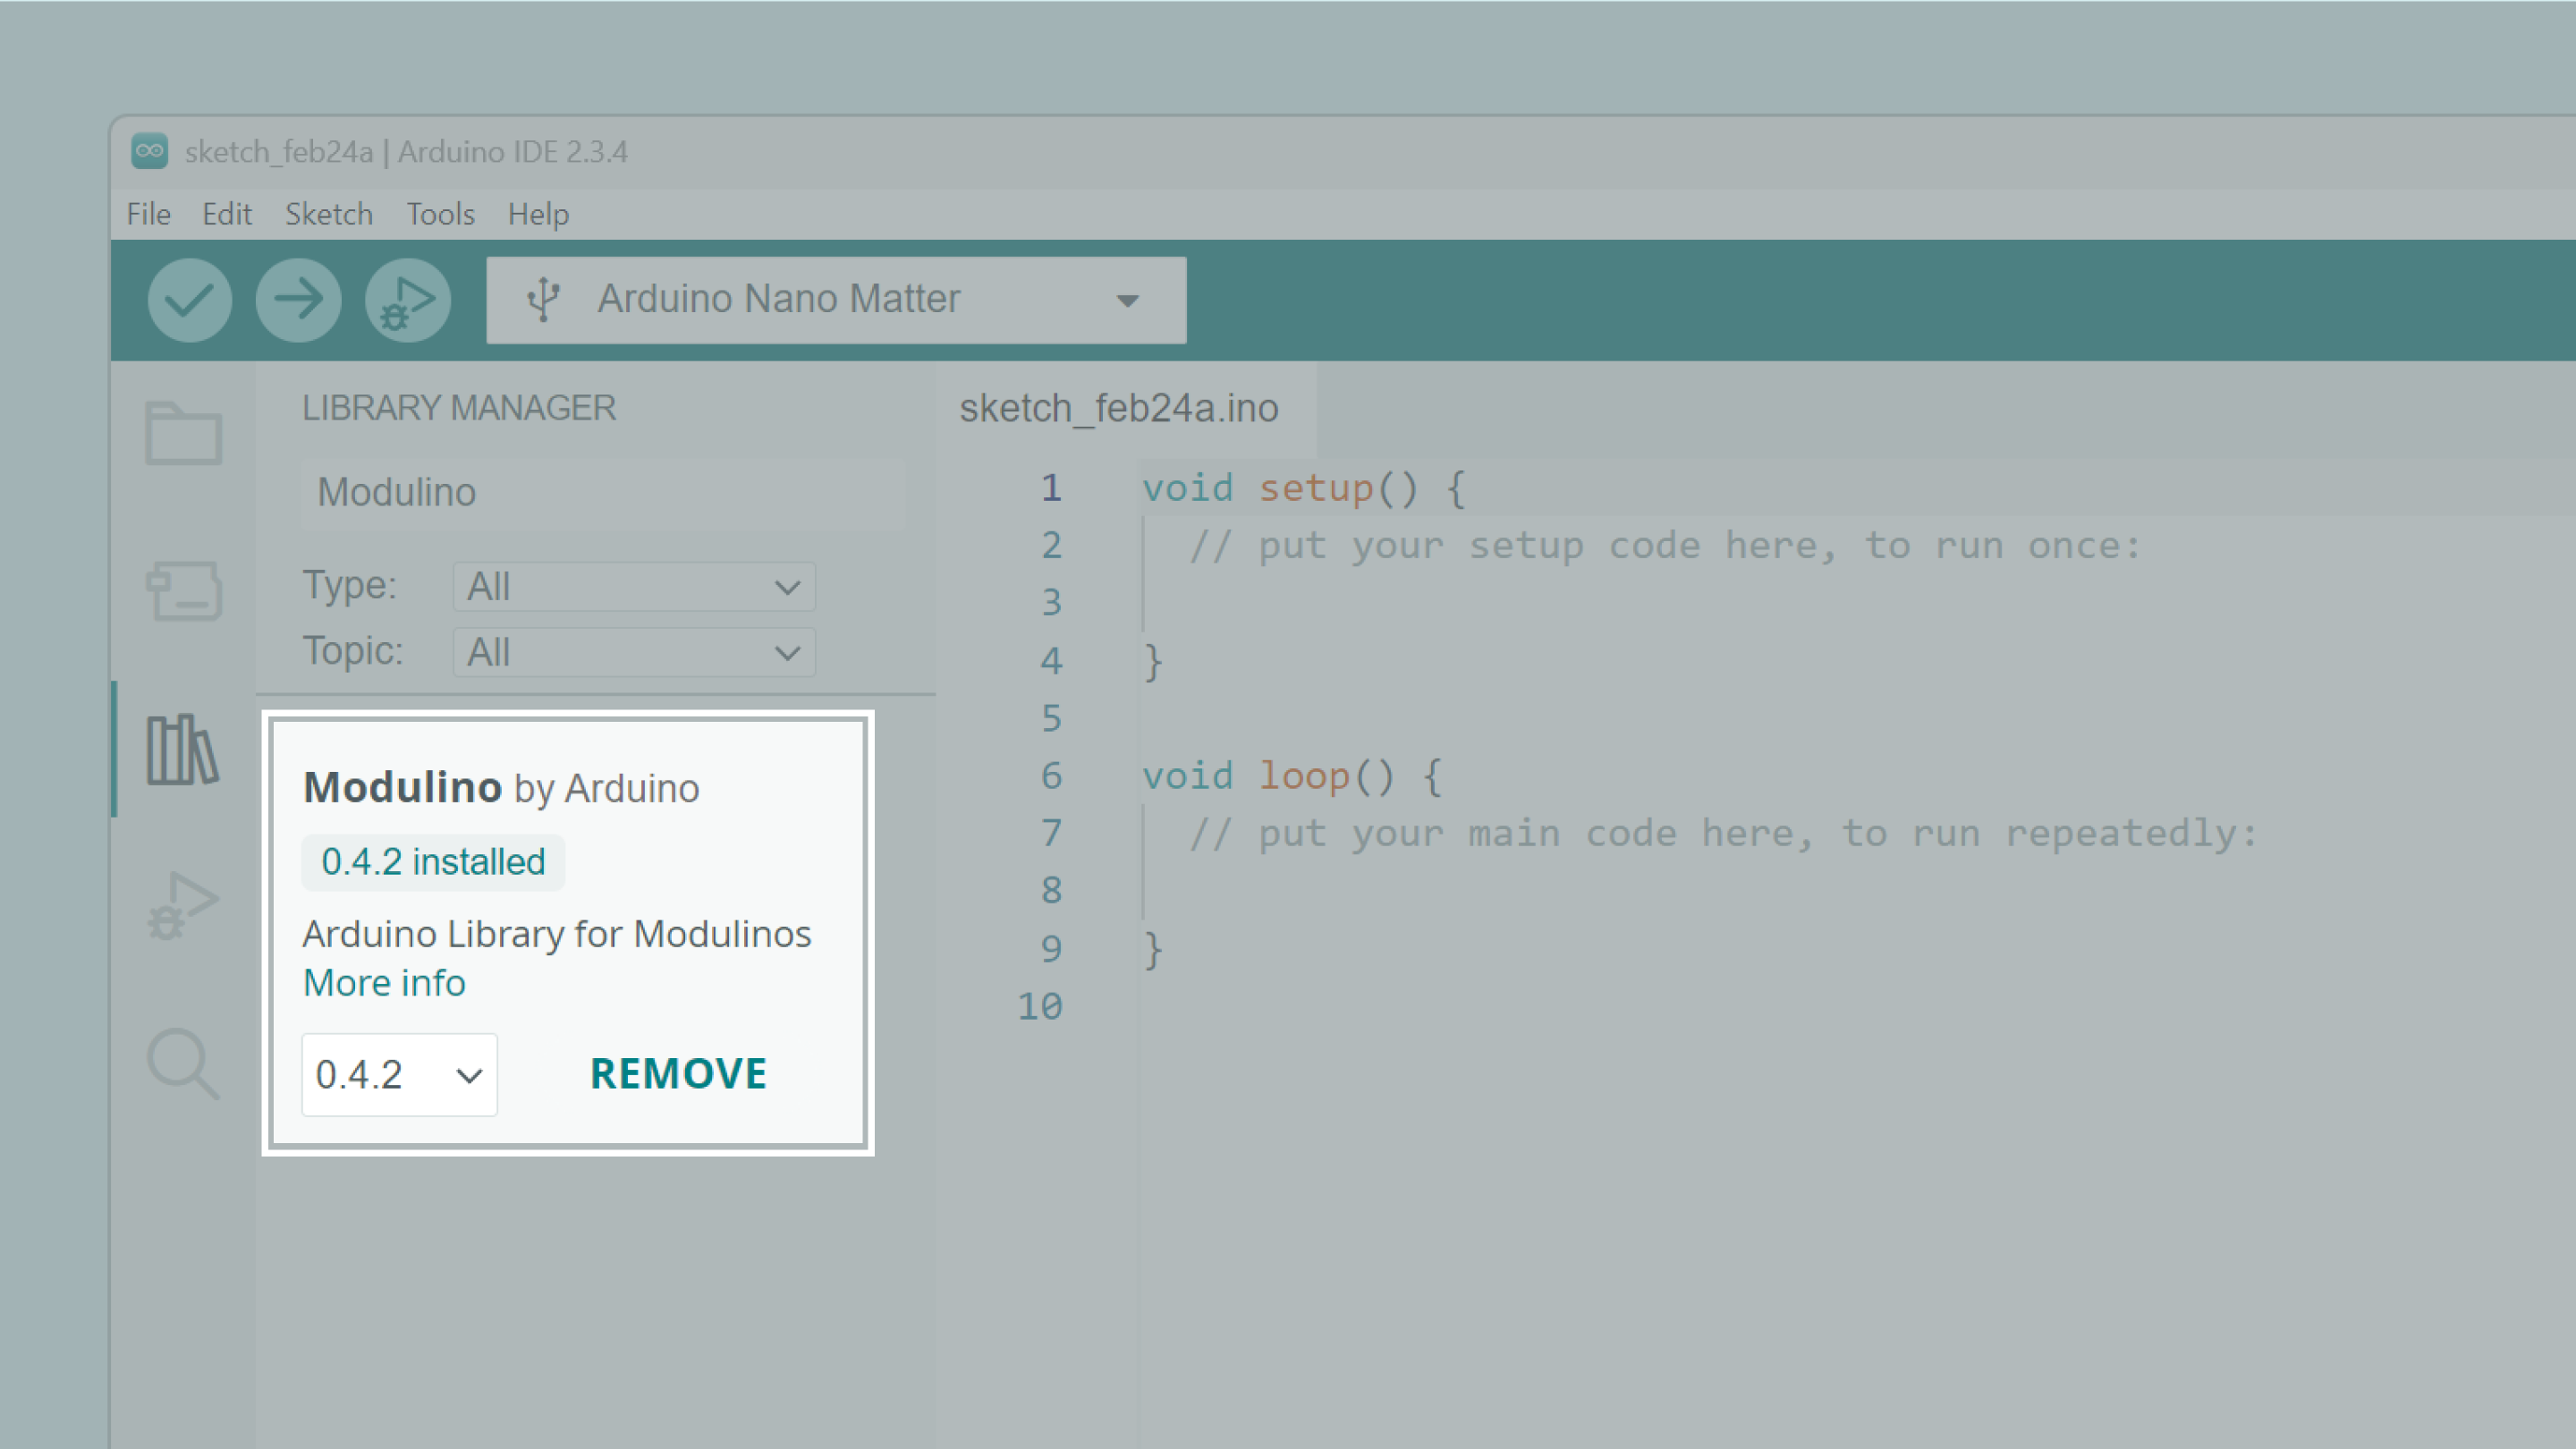 sketch_feb24a | Arduino IDE 2.3.4
File Edit Sketch Tools Help
Arduino Nano Matter
LIBRARY MANAGER
Modulino
Type: All
Topic: All
Modulino by Arduino
0.4.2 installed
Arduino Library for Modulinos
More info
0.4.2 REMOVE
sketch_feb24a.ino
1 void setup() {
2 // put your setup code here, to run once:
3
4 }
5
6 void loop() {
7 // put your main code here, to run repeatedly:
8
9 }
10